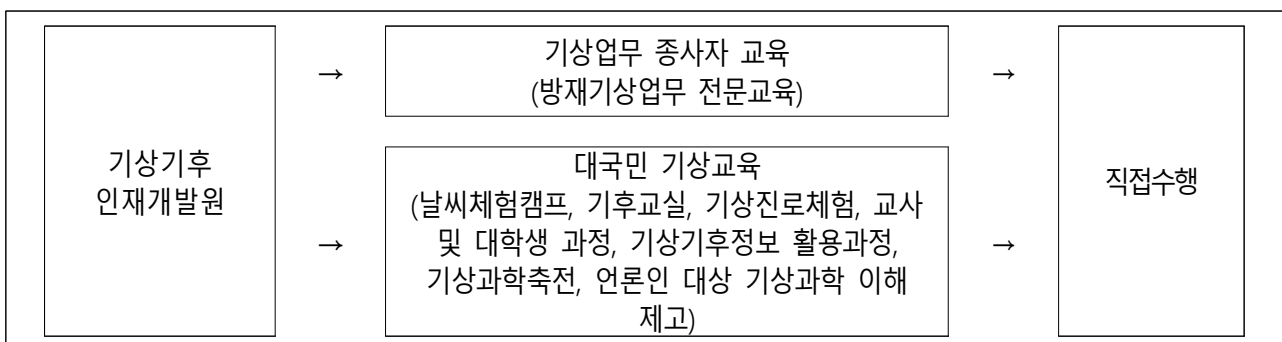 기상기후
인재개발원
→
기상업무 종사자 교육
(방재기상업무 전문교육)
→
→
대국민 기상교육
(날씨체험캠프, 기후교실, 기상진로체험, 교사
및 대학생 과정, 기상기후정보 활용과정,
기상과학축전, 언론인 대상 기상과학 이해
제고)
→
직접수행